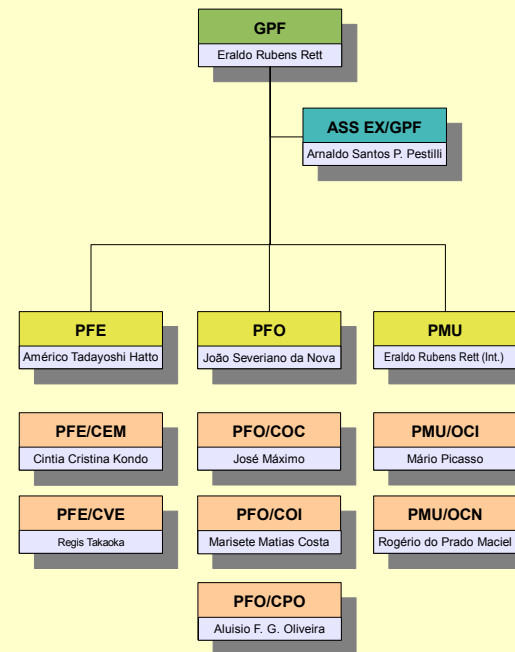 GPF
Eraldo Rubens Rett
ASS EX/GPF
Arnaldo Santos P. Pestilli
PFE
Américo Tadayoshi Hatto
PFO
João Severiano da Nova
PMU
Eraldo Rubens Rett (Int.)
PFE/CEM
Cintia Cristina Kondo
PFO/COC
José Máximo
PMU/OCI
Mário Picasso
PFE/CVE
Regis Takaoka
PFO/COI
Marisete Matias Costa
PMU/OCN
Rogério do Prado Maciel
PFO/CPO
Aluisio F. G. Oliveira